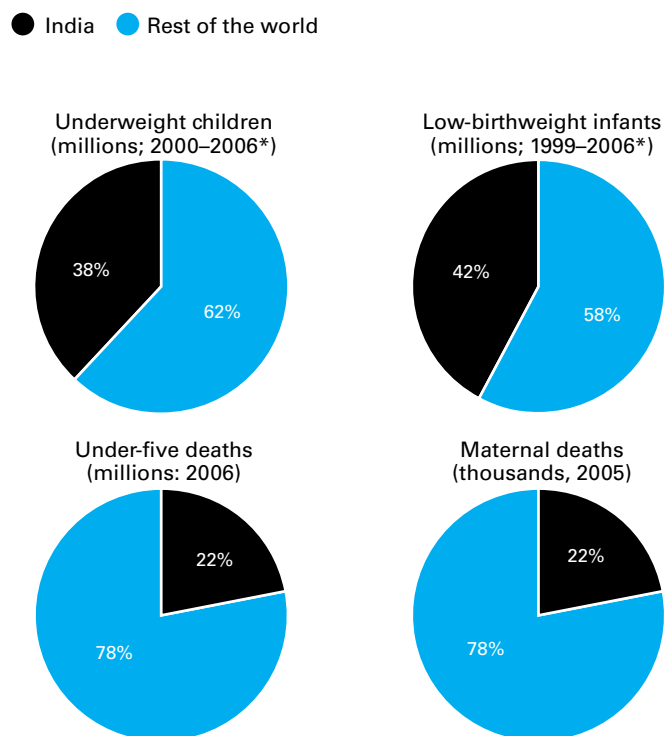 India Rest of the world
Underweight children
(millions; 2000–2006*)
38%
62%
Low-birthweight infants
(millions; 1999–2006*)
42%
58%
Under-five deaths
(millions: 2006)
22%
78%
Maternal deaths
(thousands, 2005)
22%
78%